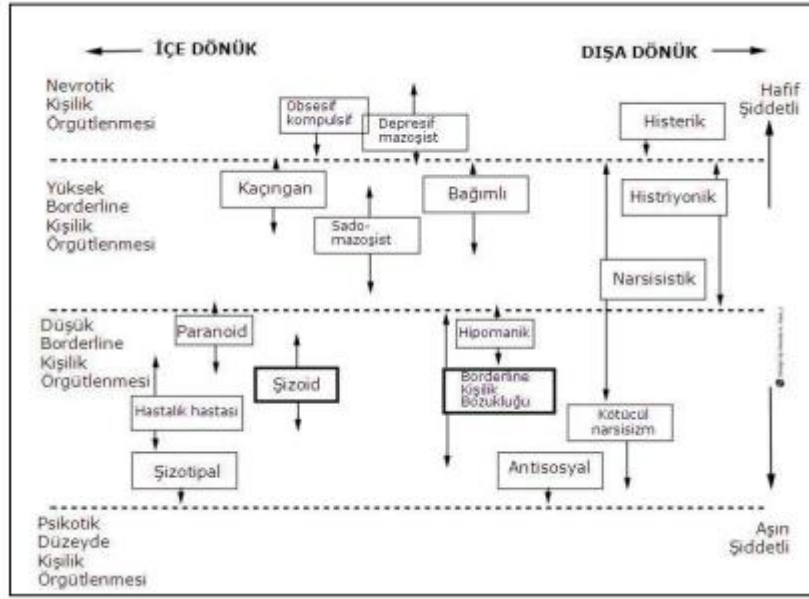 İÇE DÖNÜK
DIŞA DÖNÜK
Nevrotik
Kişilik
Örgütlenmesi
Obsesif
kompulsif
Depresif
mazoşist
Histerik
Hafif
Şiddetli
Yüksek
Borderline
Kişilik
Örgütlenmesi
Kaçıngan
Sado-
mazoşist
Bağımlı
Histriyonik
Narsisistik
Düşük
Borderline
Kişilik
Örgütlenmesi
Paranoid
Şizoid
Hipomanik
Borderline
Kişilik
Bozukluğu
Hastalık hastası
Kötücül
narsisizm
Şizotipal
Antisosyal
Psikotik
Düzeyde
Kişilik
Örgütlenmesi
Aşırı
Şiddetli